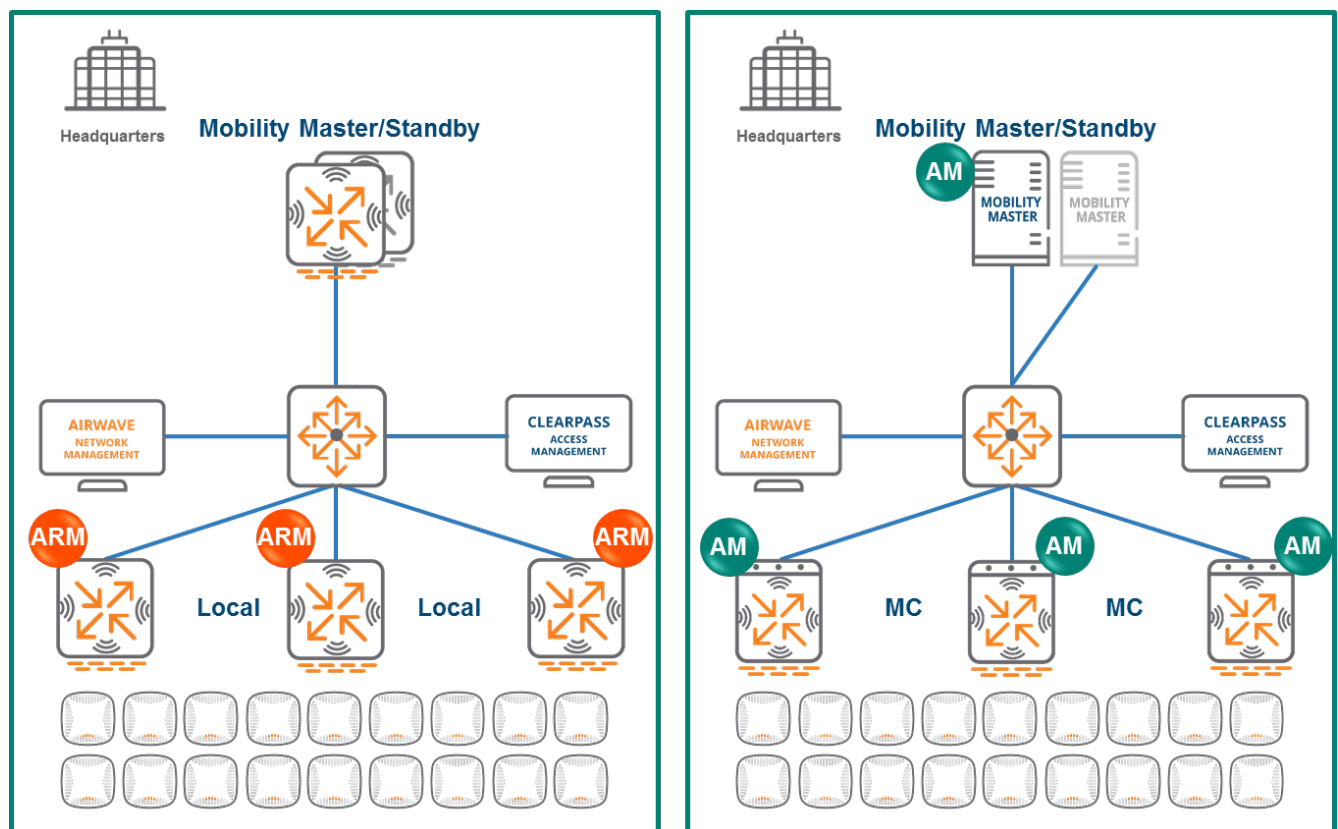 Headquarters
Mobility Master/Standby
AIRWAVE
NETWORK
MANAGEMENT
CLEARPASS
ACCESS
MANAGEMENT
ARM
ARM
ARM
Local
Local
Headquarters
Mobility Master/Standby
AM
MOBILITY
MASTER
MOBILITY
MASTER
AIRWAVE
NETWORK
MANAGEMENT
CLEARPASS
ACCESS
MANAGEMENT
AM
AM
AM
MC
MC